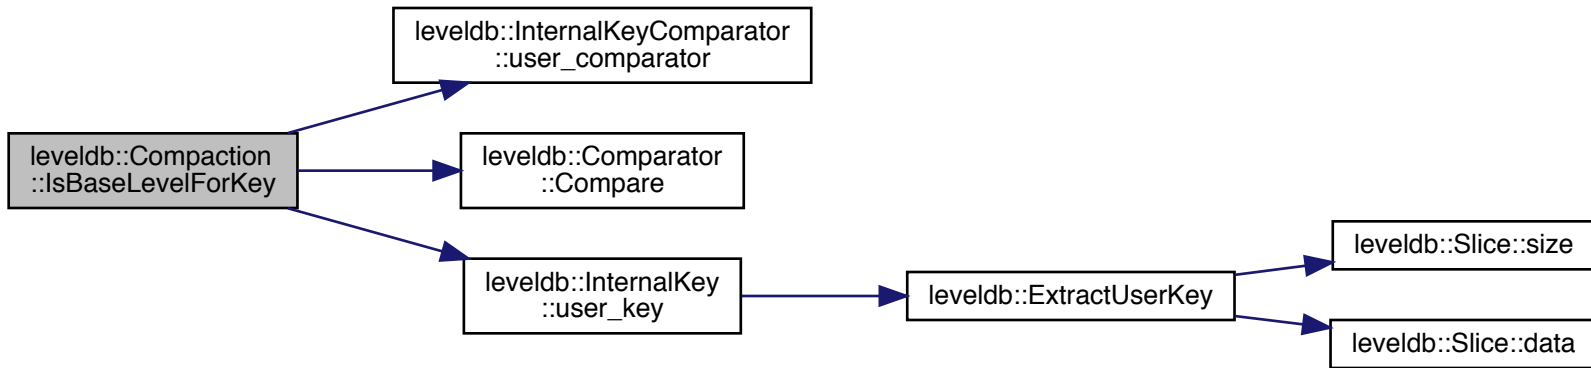 leveldb::InternalKeyComparator
::user_comparator
leveldb::Compaction
::IsBaseLevelForKey
leveldb::Comparator
::Compare
leveldb::InternalKey
::user_key
leveldb::ExtractUserKey
leveldb::Slice::size
leveldb::Slice::data